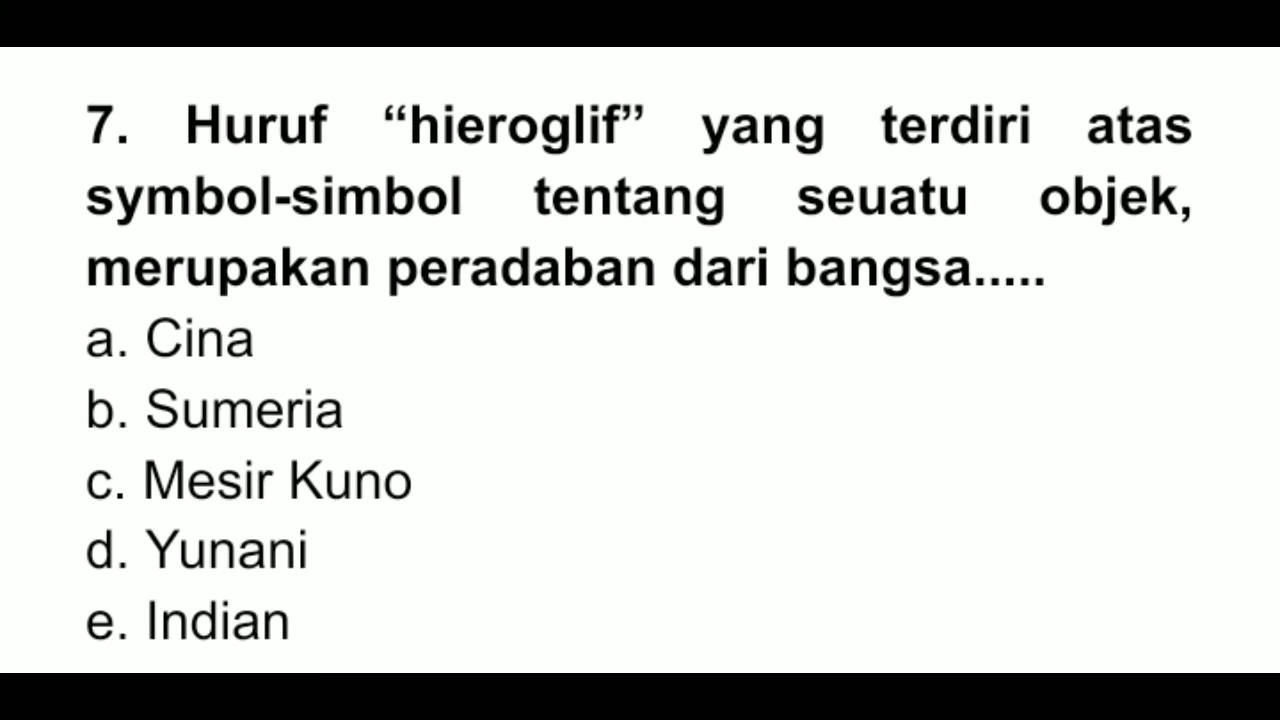 7. Huruf “hieroglif” yang terdiri atas
symbol-simbol tentang seuatu objek,
merupakan peradaban dari bangsa.....
a. Cina
b. Sumeria
c. Mesir Kuno
d. Yunani
e. Indian